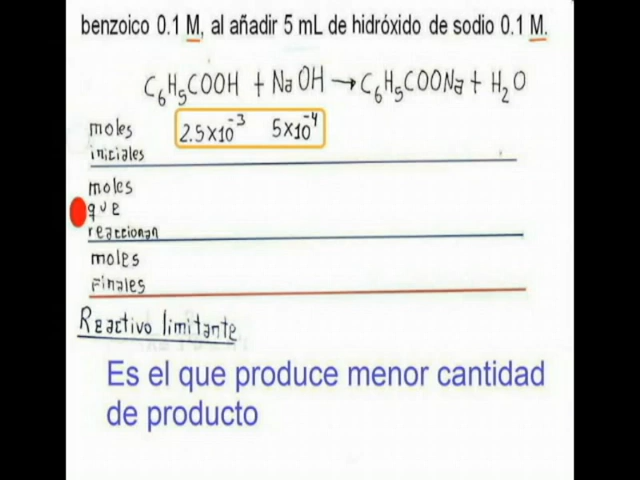 benzoico 0.1 M, al añadir 5 mL de hidróxido de sodio 0.1 M.
C₆H₅COOH + NaOH → C₆H₅COONa + H₂O
moles iniciales 2.5x10⁻³ 5x10⁻⁴
moles que reaccionan
moles Finales
Reactivo limitante
Es el que produce menor cantidad
de producto